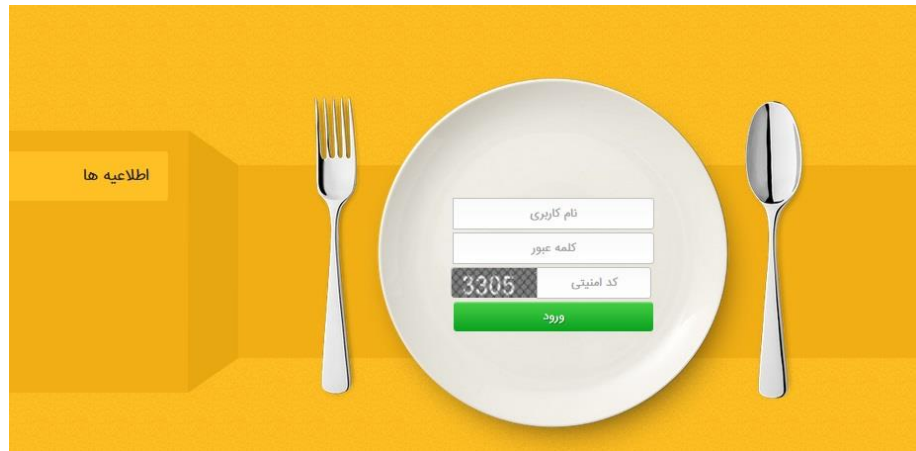 اطلاعیه ها
نام کاربری
کلمه عبور
کد امنیتی
3305
ورود